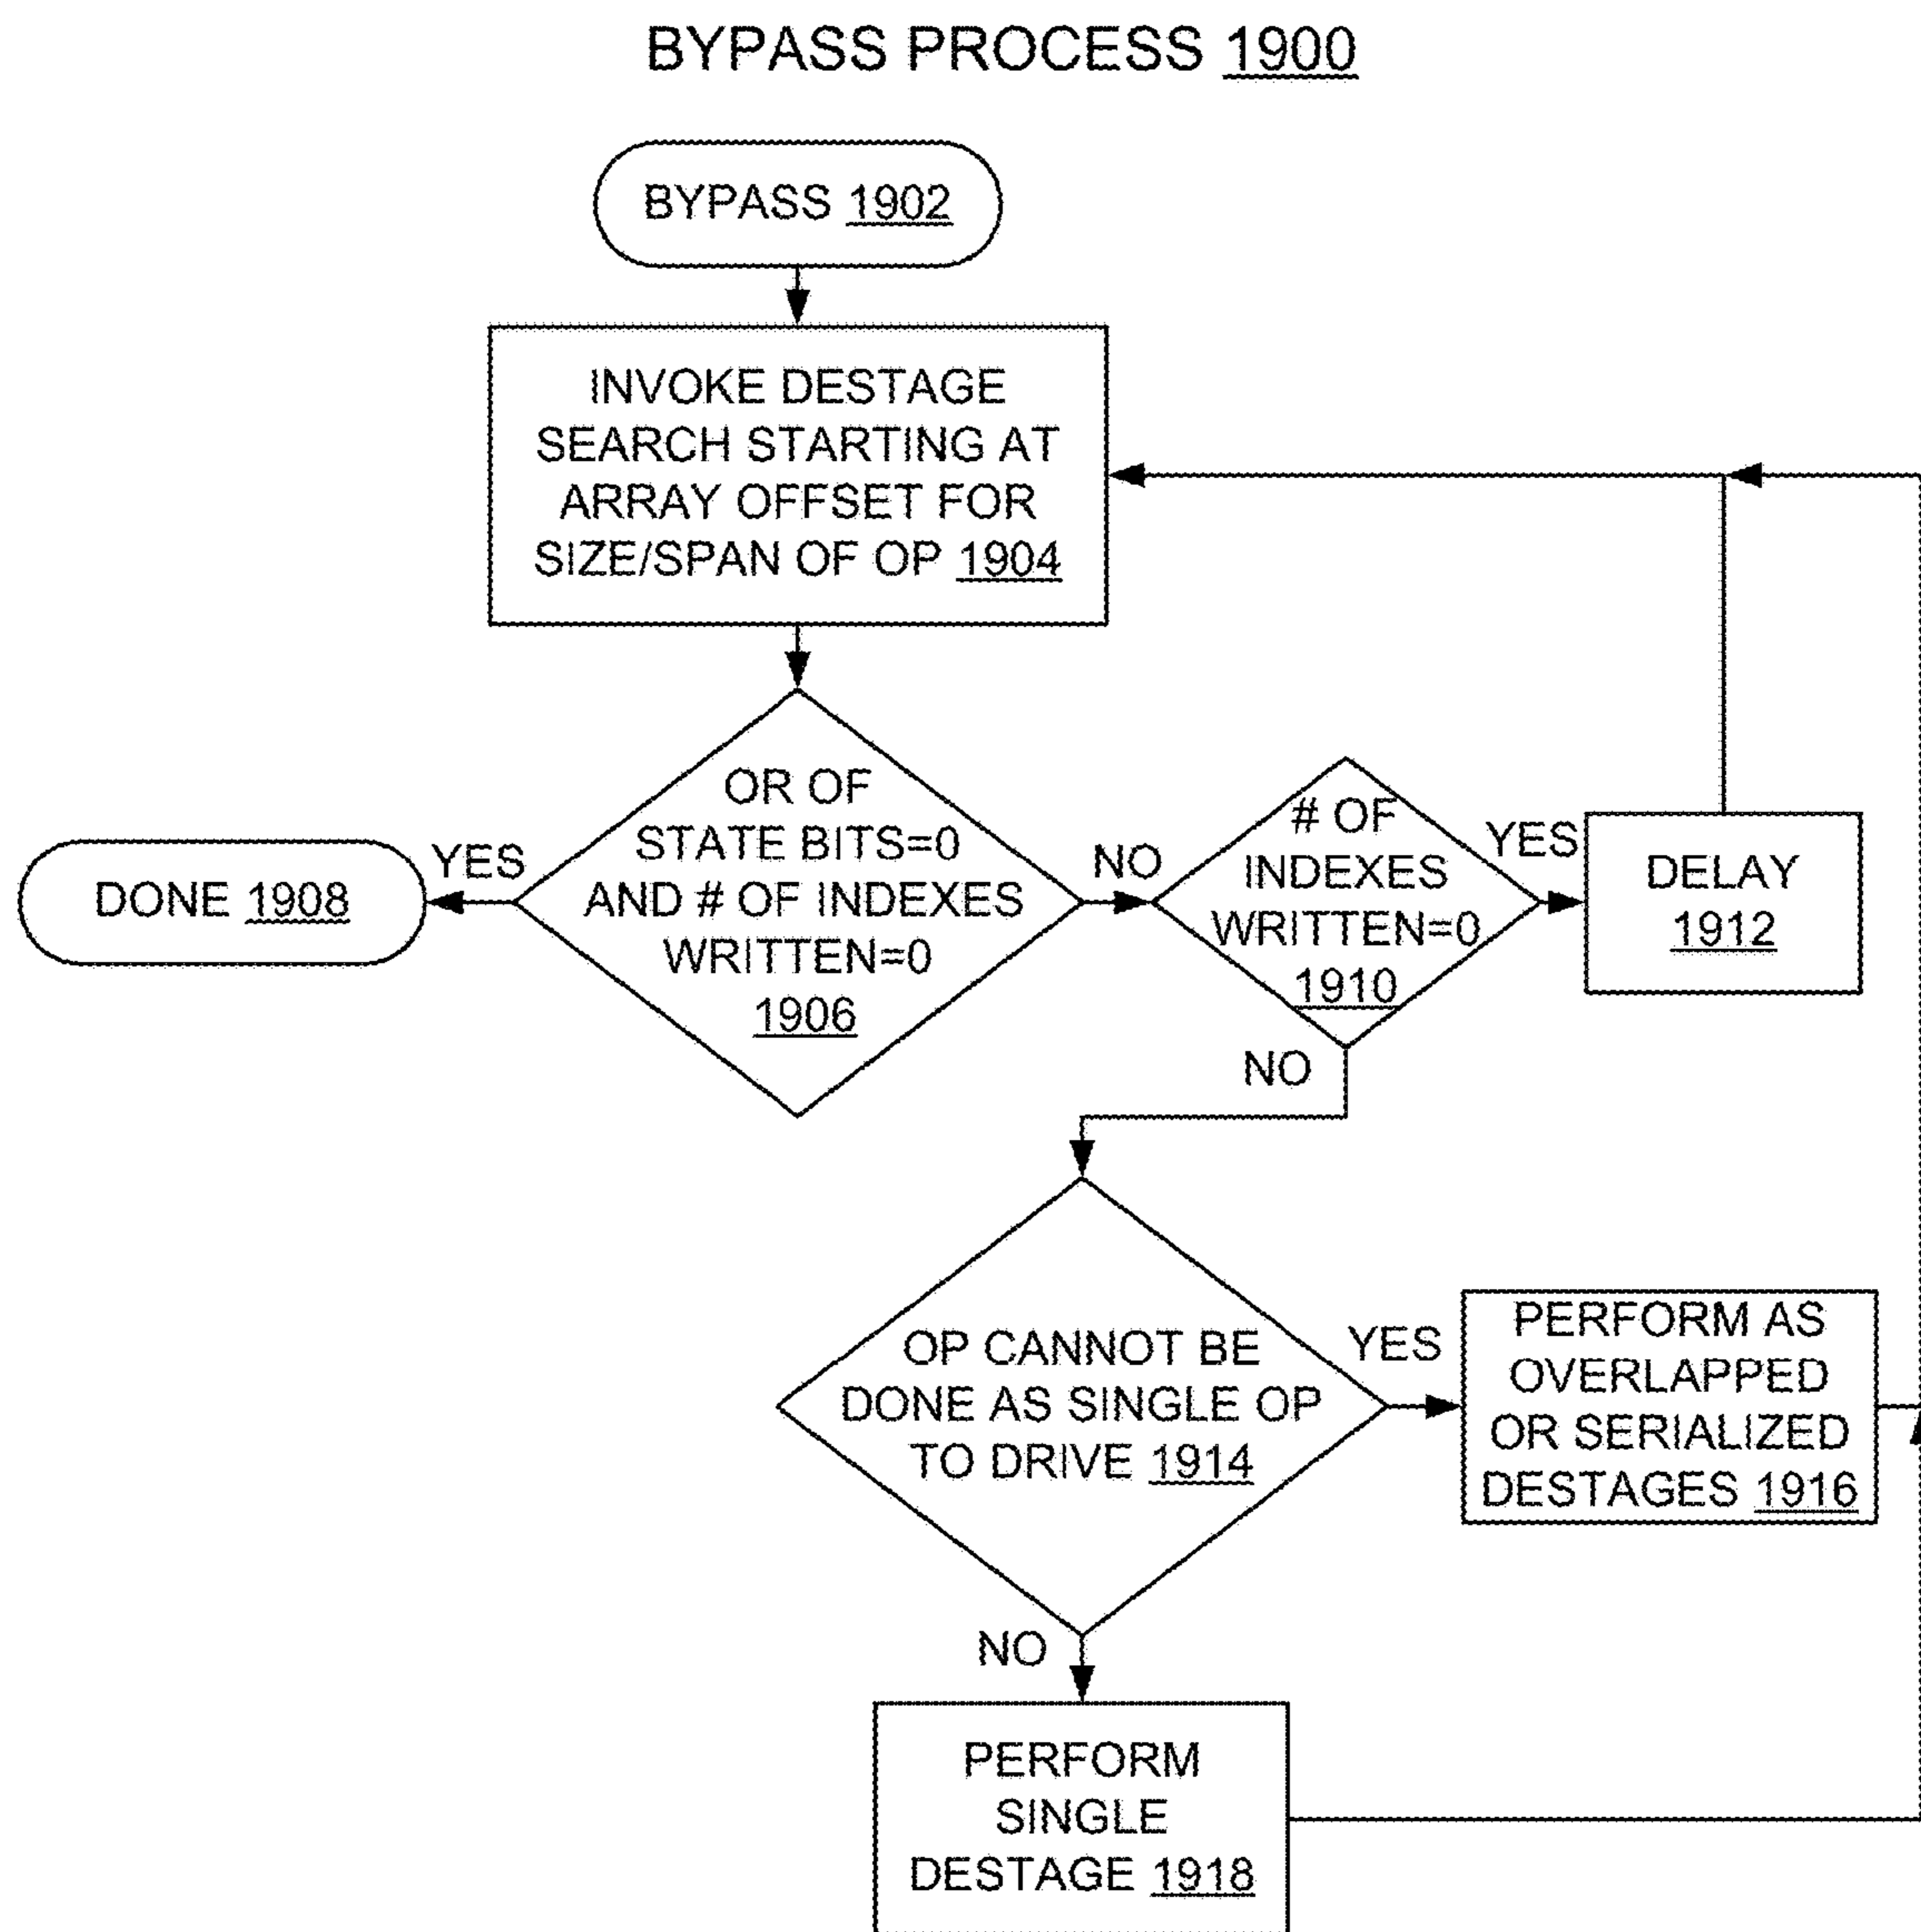 BYPASS PROCESS 1900
BYPASS 1902
INVOKE DESTAGE
SEARCH STARTING AT
ARRAY OFFSET FOR
SIZE/SPAN OF OP 1904
OR OF
STATE BITS=0
AND # OF INDEXES
WRITTEN=0
1906
YES
DONE 1908
NO
# OF
INDEXES
WRITTEN=0
1910
YES
DELAY
1912
NO
OP CANNOT BE
DONE AS SINGLE OP
TO DRIVE 1914
YES
PERFORM AS
OVERLAPPED
OR SERIALIZED
DESTAGES 1916
NO
PERFORM
SINGLE
DESTAGE 1918